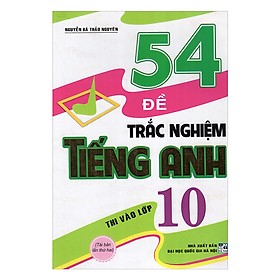 NGUYỄN BÁ THẢO NGUYÊN
54
ĐỀ
TRẮC NGHIỆM
TIẾNG ANH
THI VÀO LỚP 10
(Tái bản lần thứ hai)
NHÀ XUẤT BẢN
ĐẠI HỌC QUỐC GIA HÀ NỘI